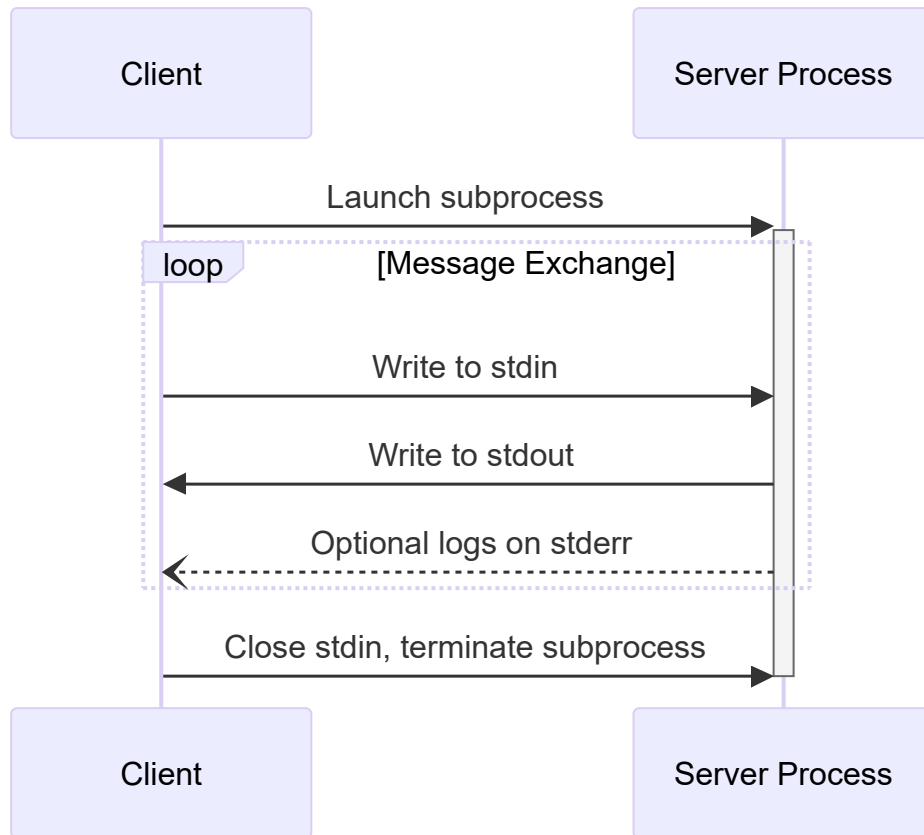 Client
Server Process
Launch subprocess
loop
[Message Exchange]
Write to stdin
Write to stdout
Optional logs on stderr
Close stdin, terminate subprocess
Client
Server Process